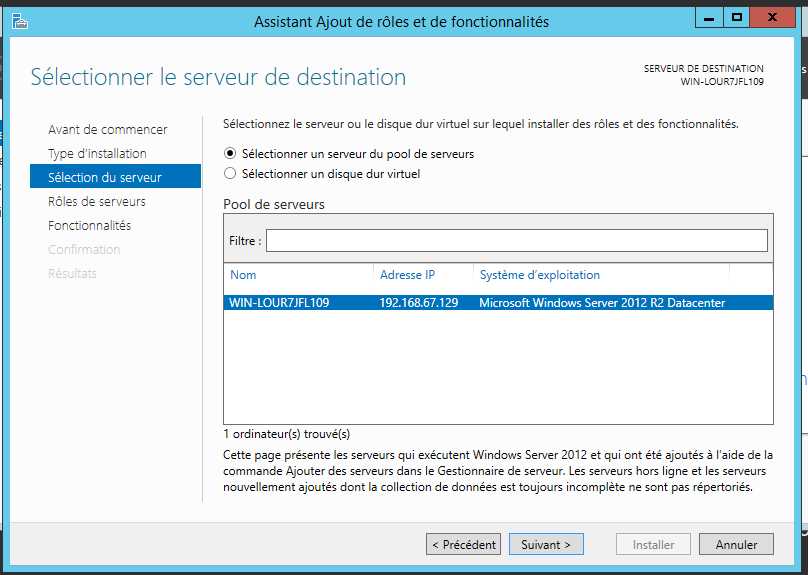 Assistant Ajout de rôles et de fonctionnalités
Sélectionner le serveur de destination
SERVEUR DE DESTINATION
WIN-LOUR7JFL109
Avant de commencer
Type d'installation
Sélection du serveur
Rôles de serveurs
Fonctionnalités
Confirmation
Résultats
Sélectionnez le serveur ou le disque dur virtuel sur lequel installer des rôles et des fonctionnalités.
Sélectionner un serveur du pool de serveurs
Sélectionner un disque dur virtuel
Pool de serveurs
Filtre :
Nom Adresse IP Système d'exploitation
WIN-LOUR7JFL109 192.168.67.129 Microsoft Windows Server 2012 R2 Datacenter
1 ordinateur(s) trouvé(s)
Cette page présente les serveurs qui exécutent Windows Server 2012 et qui ont été ajoutés à l'aide de la
commande Ajouter des serveurs dans le Gestionnaire de serveur. Les serveurs hors ligne et les serveurs
nouvellement ajoutés dont la collection de données est toujours incomplète ne sont pas répertoriés.
< Précédent Suivant > Installer Annuler